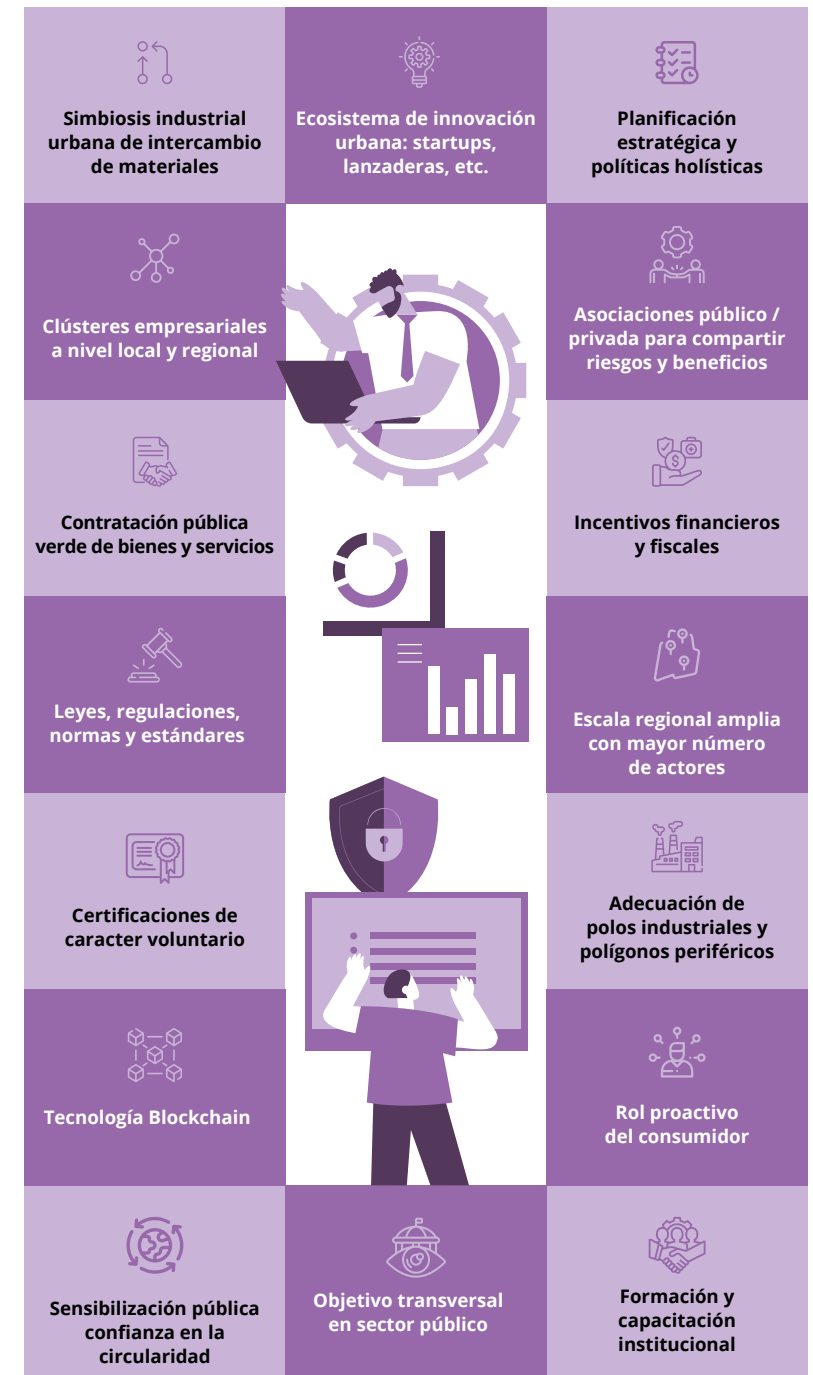 Simbiosis industrial
urbana de intercambio
de materiales
Ecosistema de innovación
urbana: startups,
lanzaderas, etc.
Planificación
estratégica y
políticas holísticas
Clústeres empresariales
a nivel local y regional
Asociaciones público /
privada para compartir
riesgos y beneficios
Contratación pública
verde de bienes y servicios
Incentivos financieros
y fiscales
Leyes, regulaciones,
normas y estándares
Escala regional amplia
con mayor número
de actores
Certificaciones de
caracter voluntario
Adecuación de
polos industriales y
polígonos periféricos
Tecnología Blockchain
Rol proactivo
del consumidor
Sensibilización pública
confianza en la
circularidad
Objetivo transversal
en sector público
Formación y
capacitación
institucional